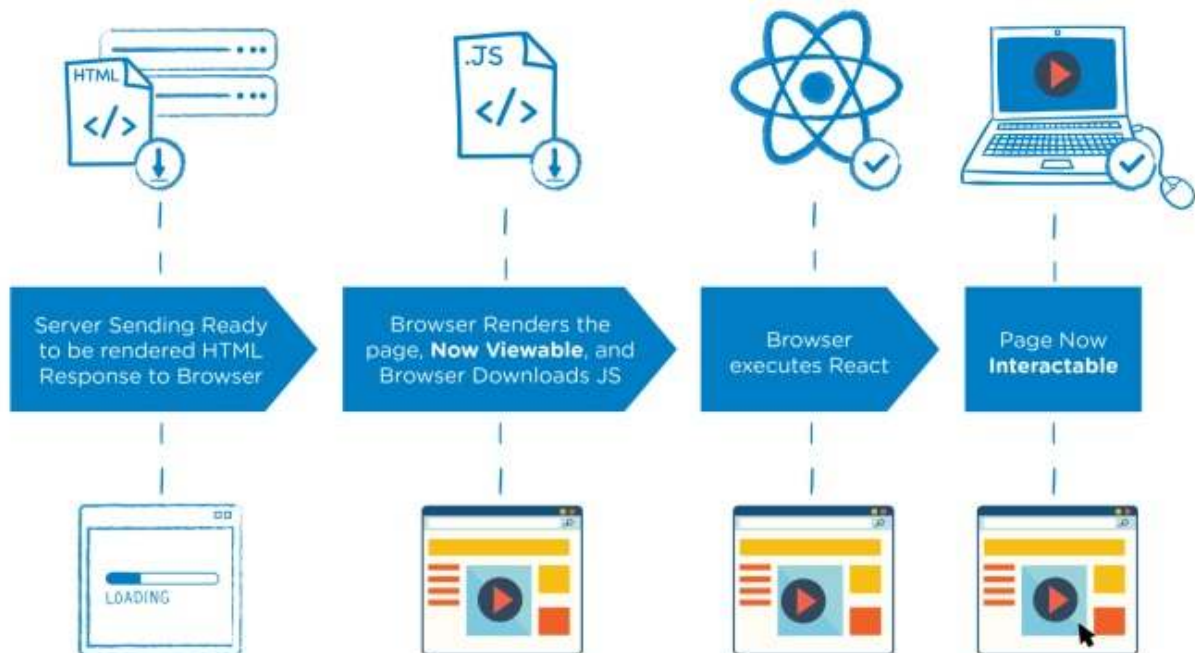 HTML
</>
.JS
</>
Server Sending Ready
to be rendered HTML
Response to Browser
Browser Renders the
page, Now Viewable, and
Browser Downloads JS
Browser
executes React
Page Now
Interactable
LOADING